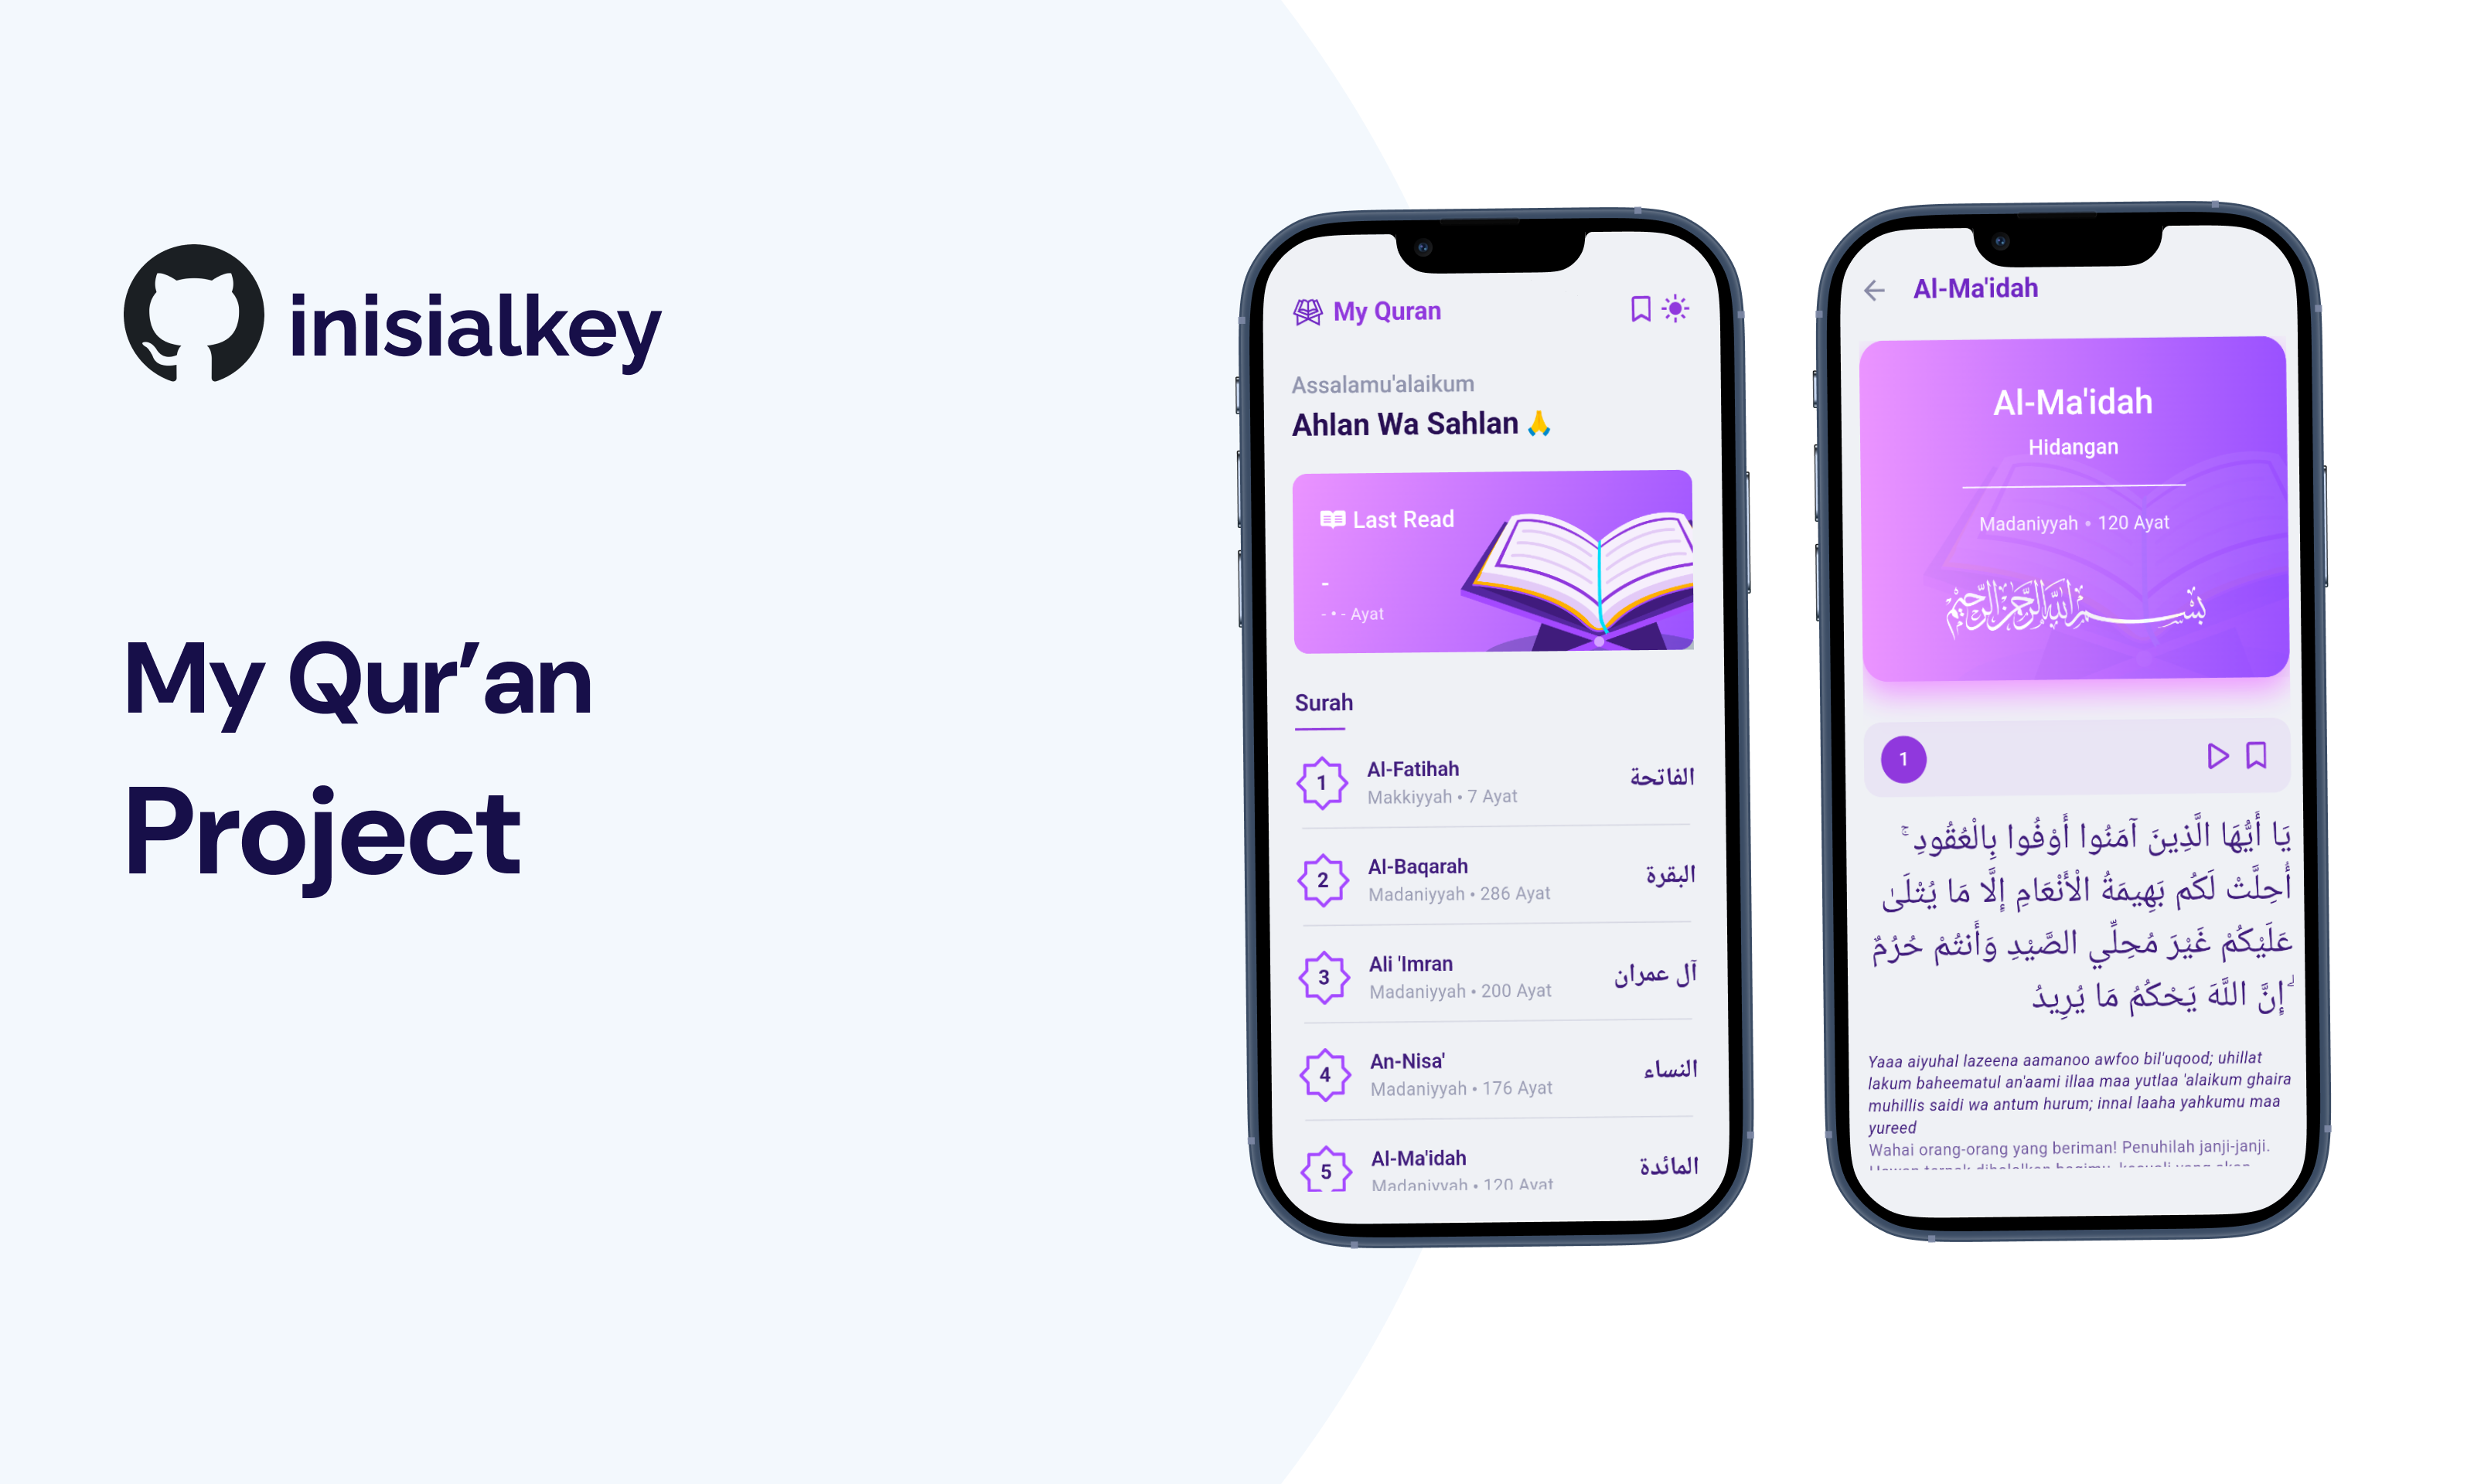 inisialkey
My Qur’an
Project
My Quran
Assalamu'alaikum
Ahlan Wa Sahlan 🙏
Last Read
-
- • - Ayat
Surah
1
Al-Fatihah
Makkiyyah • 7 Ayat
الفاتحة
2
Al-Baqarah
Madaniyyah • 286 Ayat
البقرة
3
Ali 'Imran
Madaniyyah • 200 Ayat
آل عمران
4
An-Nisa'
Madaniyyah • 176 Ayat
النساء
5
Al-Ma'idah
Madaniyyah • 120 Ayat
المائدة
Al-Ma'idah
Al-Ma'idah
Hidangan
Madaniyyah • 120 Ayat
بسم الله الرحمن الرحيم
1
يَا أَيُّهَا الَّذِينَ آمَنُوا أَوْفُوا بِالْعُقُودِ ۚ
أُحِلَّتْ لَكُم بَهِيمَةُ الْأَنْعَامِ إِلَّا مَا يُتْلَىٰ
عَلَيْكُمْ غَيْرَ مُحِلِّي الصَّيْدِ وَأَنتُمْ حُرُمٌ
ۗ إِنَّ اللَّهَ يَحْكُمُ مَا يُرِيدُ
Yaaa aiyuhal lazeena aamanoo awfoo bil'uqood; uhillat
lakum baheematul an'aami illaa maa yutlaa 'alaikum ghaira
muhillis saidi wa antum hurum; innal laaha yahkumu maa
yureed
Wahai orang-orang yang beriman! Penuhilah janji-janji.